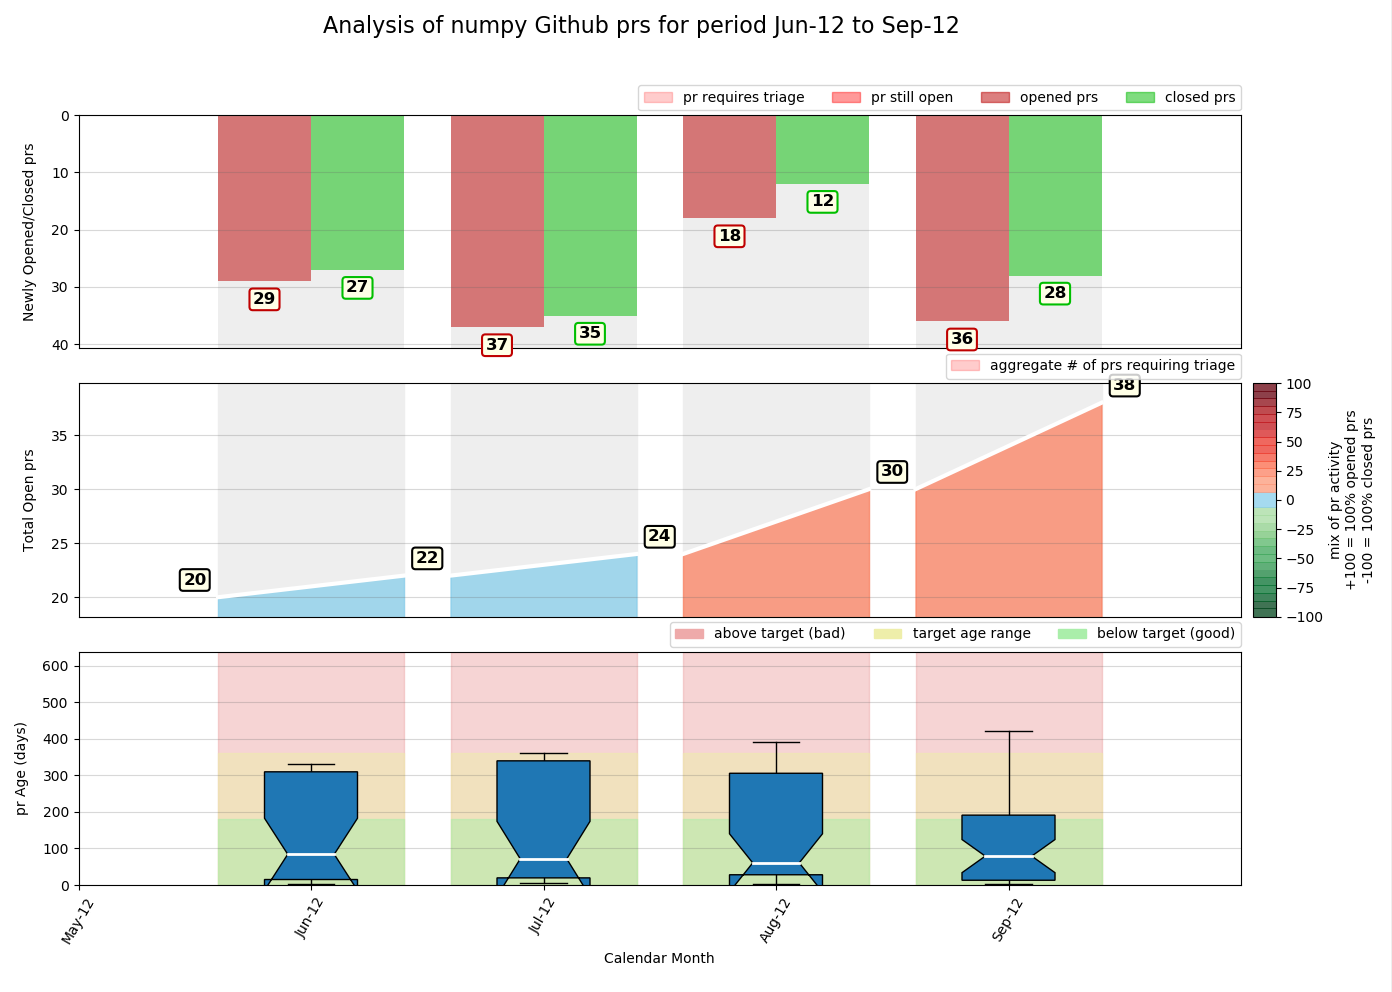 Analysis of numpy Github prs for period Jun-12 to Sep-12
pr requires triage pr still open opened prs closed prs
Newly Opened/Closed prs
0
10
20
30
40
29 27 37 35 18 12 36 28
aggregate # of prs requiring triage
Total Open prs
35
30
25
20
20 22 24 30 38
100
75
50
25
0
−25
−50
−75
−100
mix of pr activity
+100 = 100% opened prs
-100 = 100% closed prs
above target (bad) target age range below target (good)
pr Age (days)
600
500
400
300
200
100
0
May-12 Jun-12 Jul-12 Aug-12 Sep-12
Calendar Month